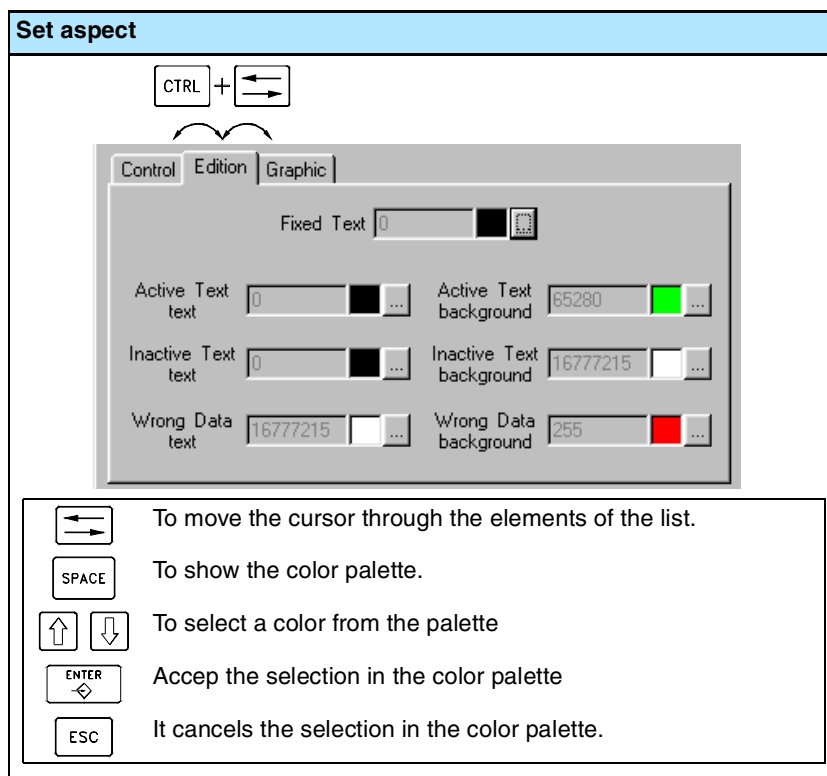 Set aspect
CTRL +
Control Edition Graphic
Fixed Text 0
Active Text
text
0 ...
Active Text
background
65280 ...
Inactive Text
text
0 ...
Inactive Text
background
16777215 ...
Wrong Data
text
16777215 ...
Wrong Data
background
255 ...
To move the cursor through the elements of the list.
SPACE To show the color palette.
To select a color from the palette
ENTER Accep the selection in the color palette
ESC It cancels the selection in the color palette.